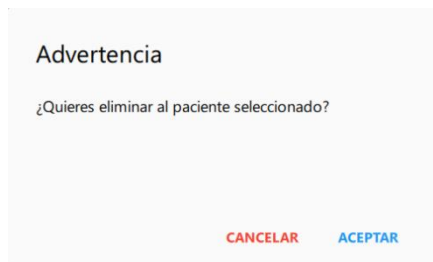 Advertencia
¿Quieres eliminar al paciente seleccionado?
CANCELAR ACEPTAR